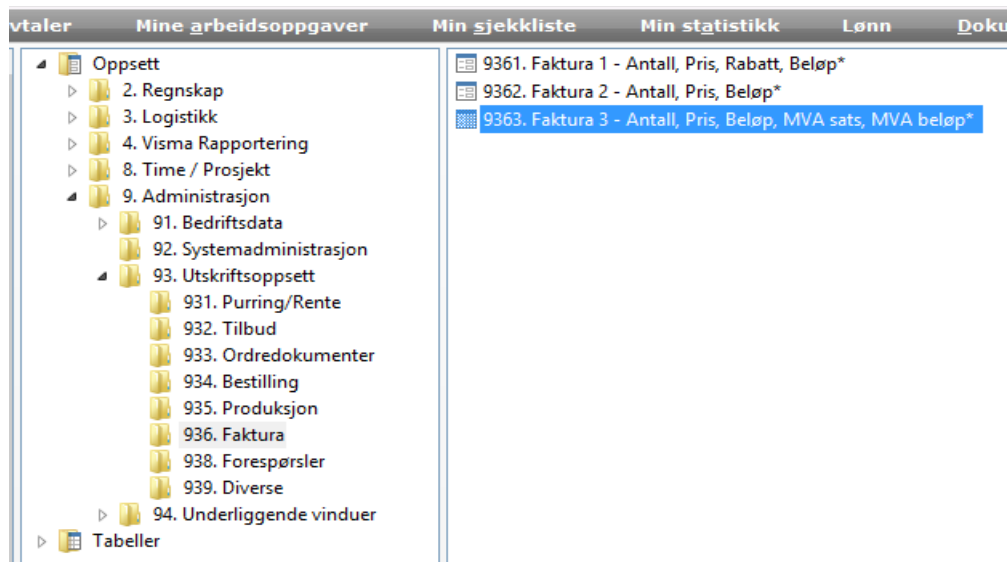 vtaler Mine arbeidsoppgaver Min sjekkliste Min statistikk Lønn Doku
Oppsett
2. Regnskap
3. Logistikk
4. Visma Rapportering
8. Time / Prosjekt
9. Administrasjon
91. Bedriftsdata
92. Systemadministrasjon
93. Utskriftsoppsett
931. Purring/Rente
932. Tilbud
933. Ordredokumenter
934. Bestilling
935. Produksjon
936. Faktura
938. Forespørsler
939. Diverse
94. Underliggende vinduer
Tabeller
9361. Faktura 1 - Antall, Pris, Rabatt, Beløp*
9362. Faktura 2 - Antall, Pris, Beløp*
9363. Faktura 3 - Antall, Pris, Beløp, MVA sats, MVA beløp*